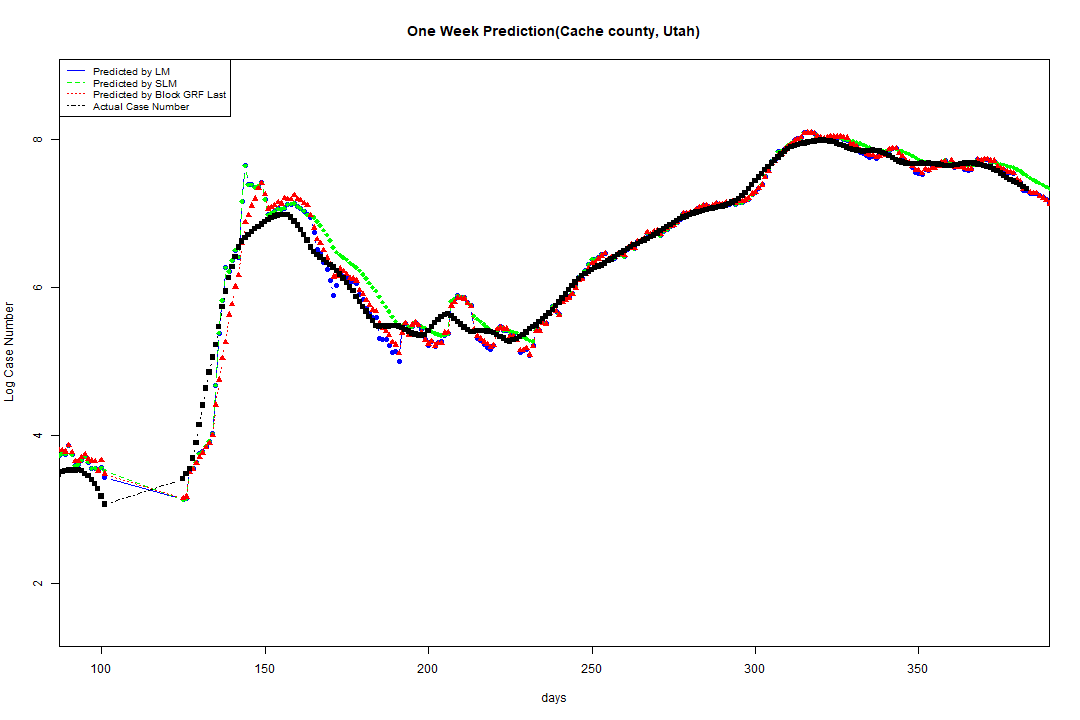 One Week Prediction(Cache county, Utah)
Predicted by LM
Predicted by SLM
Predicted by Block GRF Last
Actual Case Number
Log Case Number
8
6
4
2
100 150 200 250 300 350
days